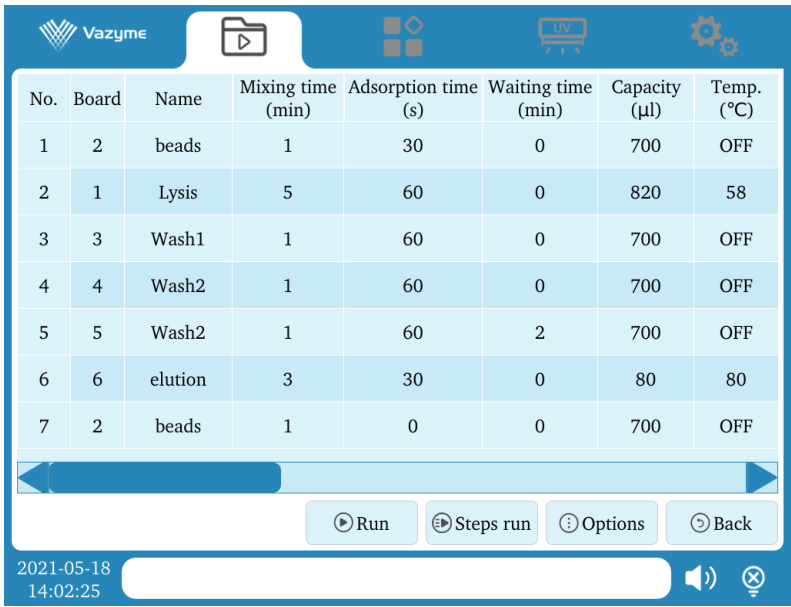 Vazyme
UV
No. Board Name Mixing time (min) Adsorption time (s) Waiting time (min) Capacity (μl) Temp. (℃)
1 2 beads 1 30 0 700 OFF
2 1 Lysis 5 60 0 820 58
3 3 Wash1 1 60 0 700 OFF
4 4 Wash2 1 60 0 700 OFF
5 5 Wash2 1 60 2 700 OFF
6 6 elution 3 30 0 80 80
7 2 beads 1 0 0 700 OFF
Run Steps run Options Back
2021-05-18
14:02:25